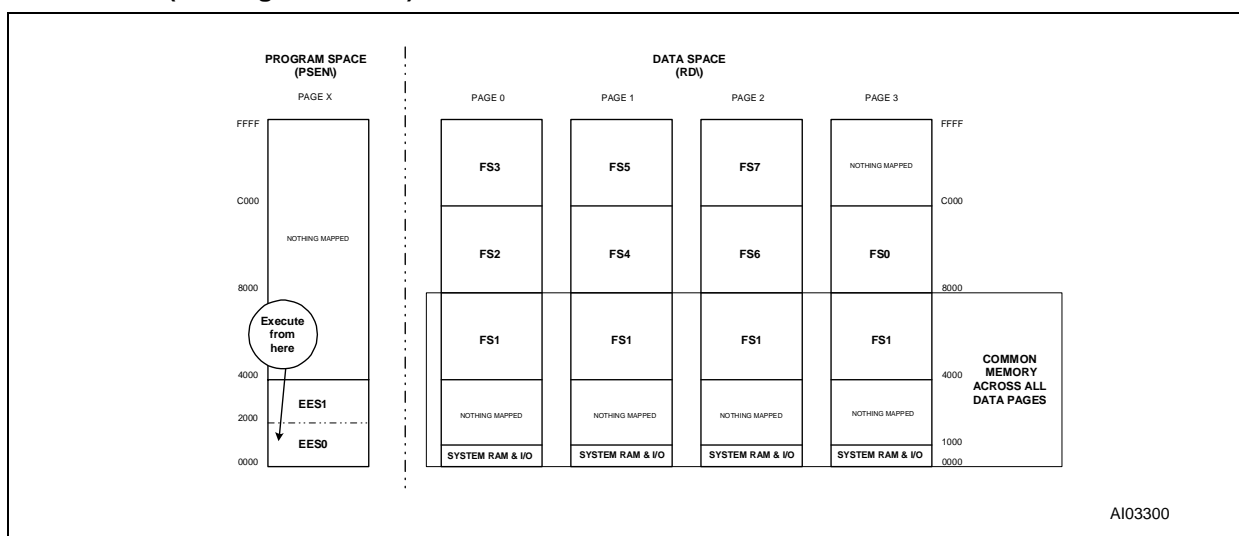 PROGRAM SPACE
(PSEN\)
DATA SPACE
(RD\)
PAGE X
PAGE 0
PAGE 1
PAGE 2
PAGE 3
FFFF
FFFF
FS3
FS5
FS7
NOTHING MAPPED
C000
C000
NOTHING MAPPED
FS2
FS4
FS6
FS0
8000
8000
Execute
from
here
FS1
FS1
FS1
FS1
COMMON
MEMORY
ACROSS ALL
DATA PAGES
4000
4000
EES1
2000
NOTHING MAPPED
NOTHING MAPPED
NOTHING MAPPED
NOTHING MAPPED
EES0
1000
0000
SYSTEM RAM & I/O
SYSTEM RAM & I/O
SYSTEM RAM & I/O
SYSTEM RAM & I/O
0000
AI03300